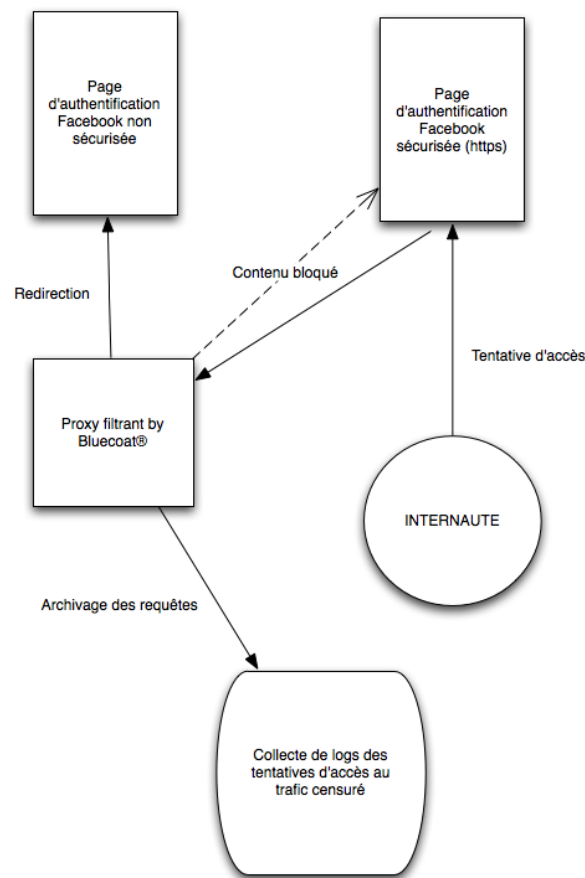 Page
d'authentification
Facebook non
sécurisée
Page
d'authentification
Facebook
sécurisée (https)
Contenu bloqué
Redirection
Tentative d'accès
Proxy filtrant by
Bluecoat®
INTERNAUTE
Archivage des requêtes
Collecte de logs des
tentatives d'accès au
trafic censuré